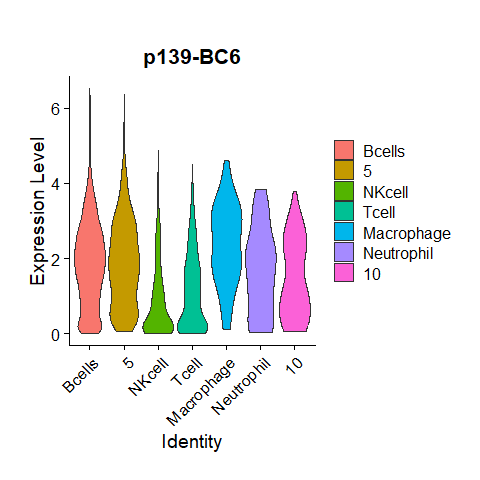 p139-BC6
Expression Level
6
4
2
0
Bcells
5
NKcell
Tcell
Macrophage
Neutrophil
10
Identity
Bcells
5
NKcell
Tcell
Macrophage
Neutrophil
10